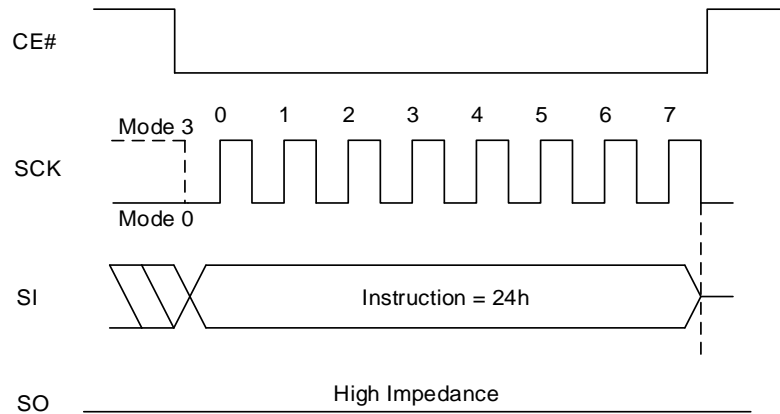 CE#
0 1 2 3 4 5 6 7
Mode 3
SCK
Mode 0
SI
Instruction = 24h
High Impedance
SO